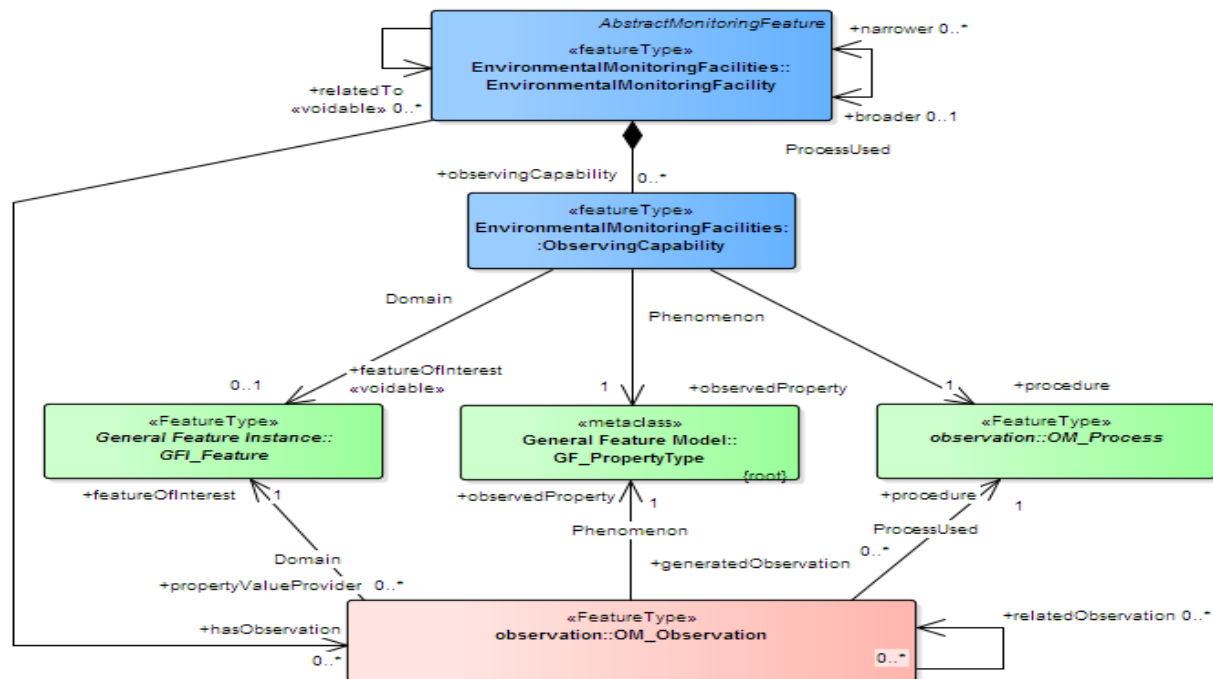 AbstractMonitoringFeature
«featureType»
EnvironmentalMonitoringFacilities::
EnvironmentalMonitoringFacility
+narrower 0..*
+relatedTo
«voidable» 0..*
+broader 0..1
ProcessUsed
+observingCapability
0..*
«featureType»
EnvironmentalMonitoringFacilities:
:ObservingCapability
Domain
Phenomenon
+featureOfInterest
«voidable»
0..1
1
+observedProperty
1
+procedure
«FeatureType»
General Feature Instance::
GFI_Feature
«metaclass»
General Feature Model::
GF_PropertyType
{root}
«FeatureType»
observation::OM_Process
+featureOfInterest
1
+observedProperty
1
+procedure
1
Phenomenon
ProcessUsed
Domain
+generatedObservation
0..*
+propertyValueProvider 0..*
+hasObservation
0..*
«FeatureType»
observation::OM_Observation
+relatedObservation 0..*
0..*